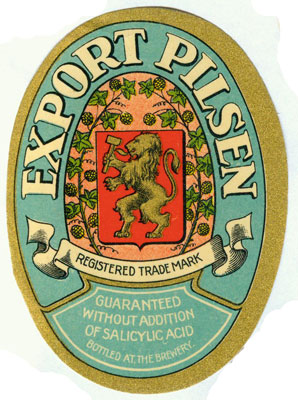 EXPORT PILSEN
REGISTERED TRADE MARK
GUARANTEED
WITHOUT ADDITION
OF SALICYLIC ACID
BOTTLED AT THE BREWERY.